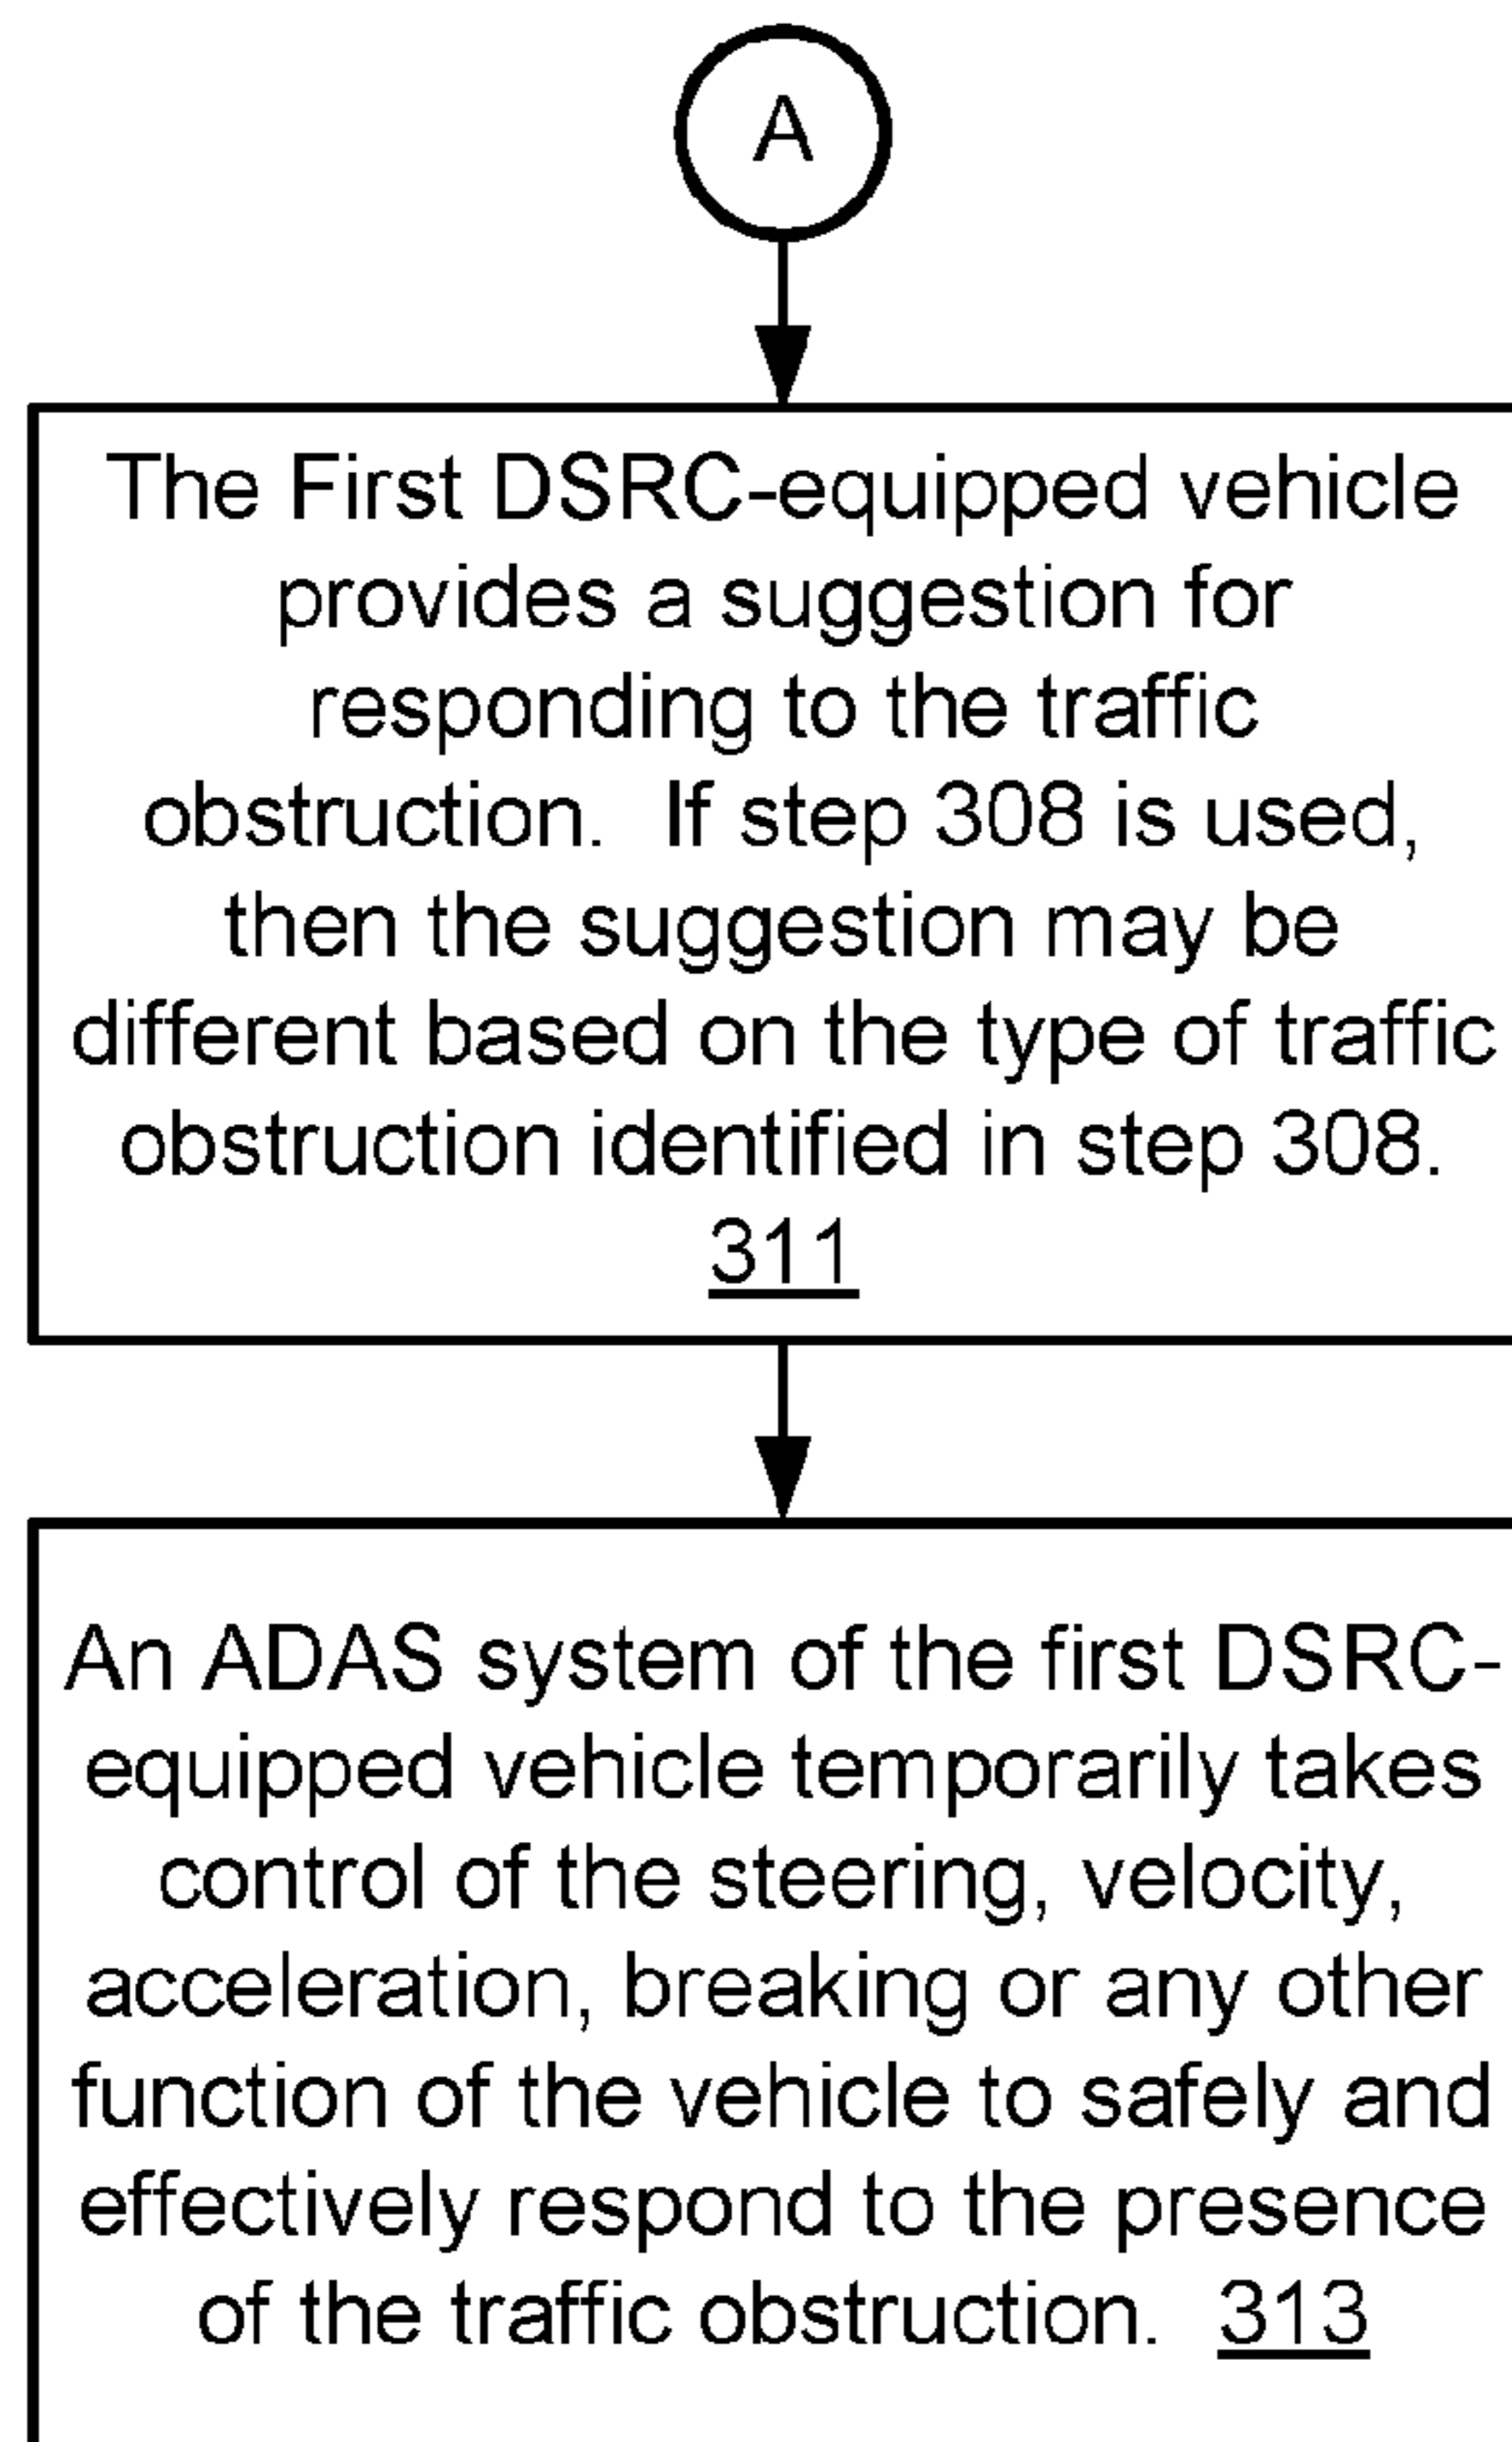 A
The First DSRC-equipped vehicle
provides a suggestion for
responding to the traffic
obstruction. If step 308 is used,
then the suggestion may be
different based on the type of traffic
obstruction identified in step 308.
311
An ADAS system of the first DSRC-
equipped vehicle temporarily takes
control of the steering, velocity,
acceleration, breaking or any other
function of the vehicle to safely and
effectively respond to the presence
of the traffic obstruction. 313